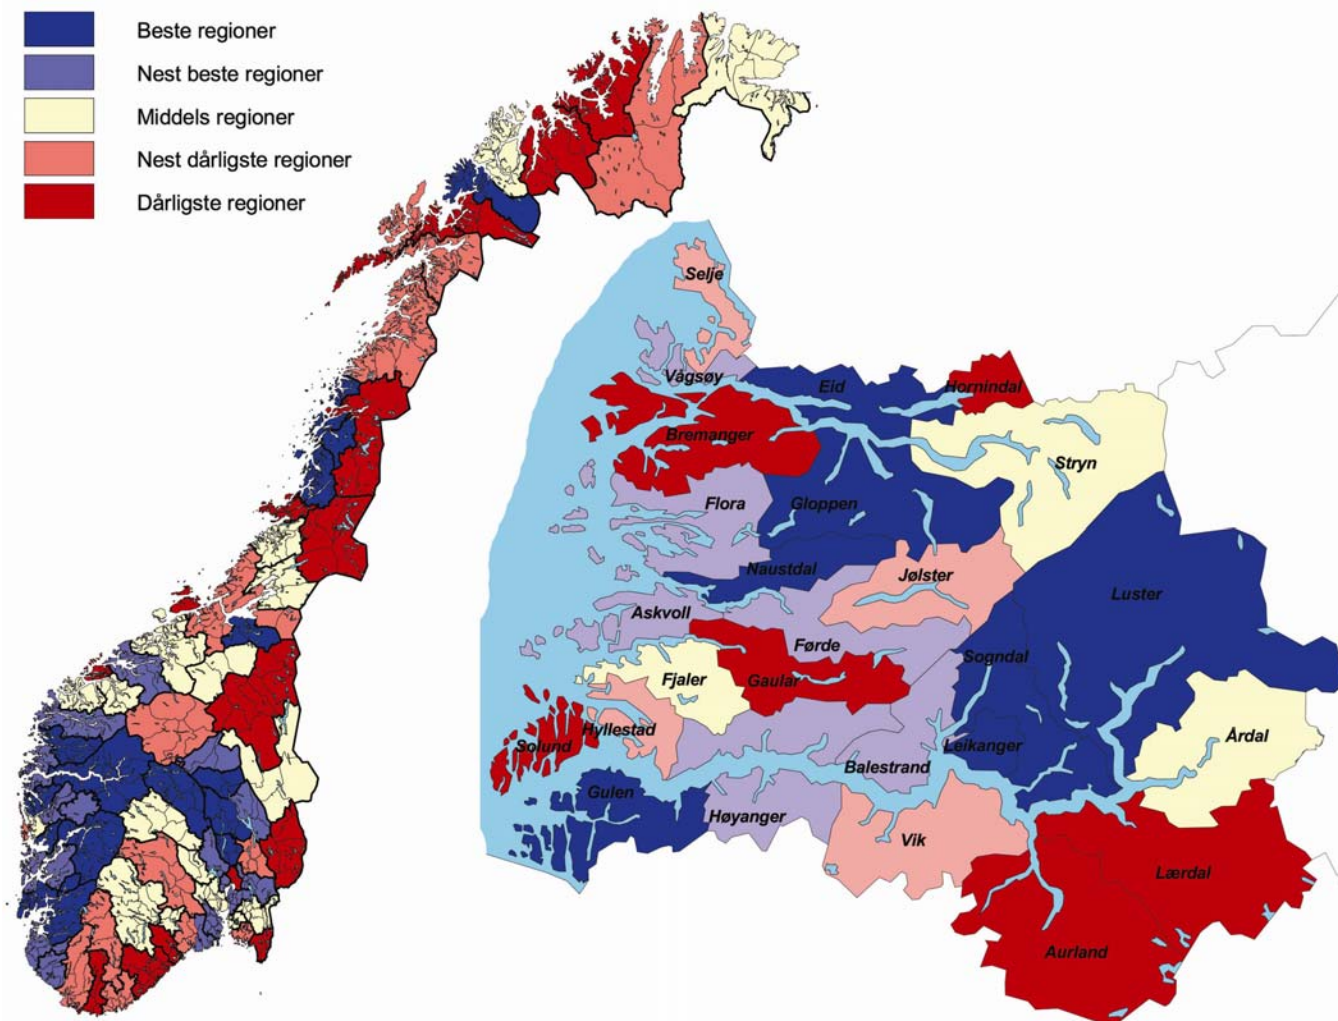 Beste regioner
Nest beste regioner
Middels regioner
Nest dårligste regioner
Dårligste regioner
Selje
Vågsøy
Eid
Hornindal
Bremanger
Stryn
Flora
Gloppen
Naustdal
Jølster
Luster
Askvoll
Førde
Sogndal
Fjaler
Gaular
Hyllestad
Solund
Leikanger
Årdal
Balestrand
Gulen
Høyanger
Vik
Lærdal
Aurland